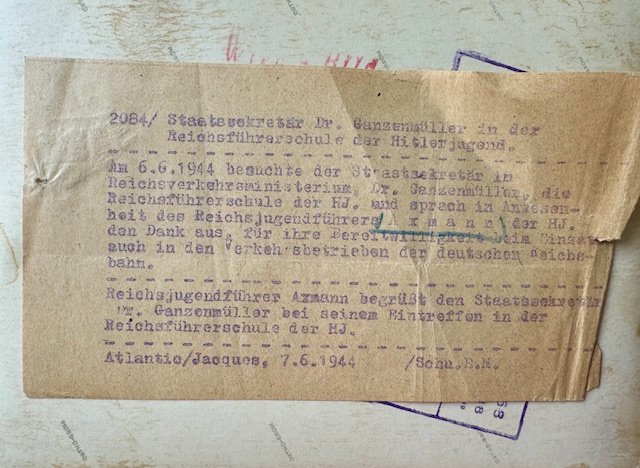 2084/ Staatssekretär Dr. Ganzenmüller in der
Reichsführerschule der Hitlerjugend.
Am 6.6.1944 besuchte der Staatssekretär im
Reichsverkehrsministerium, Dr. Ganzenmüller, die
Reichsführerschule der HJ. und sprach in Anwesen-
heit des Reichsjugendführers A x m a n n der HJ.
den Dank aus, für ihre Bereitwilligkeit beim Einsatz
auch in den Verkehrsbetrieben der deutschen Reichs-
bahn.
Reichsjugendführer Axmann begrüßt den Staatssekretär
Dr. Ganzenmüller bei seinem Eintreffen in der
Reichsführerschule der HJ.
Atlantic/Jacques, 7.6.1944 /Schu.B.M.